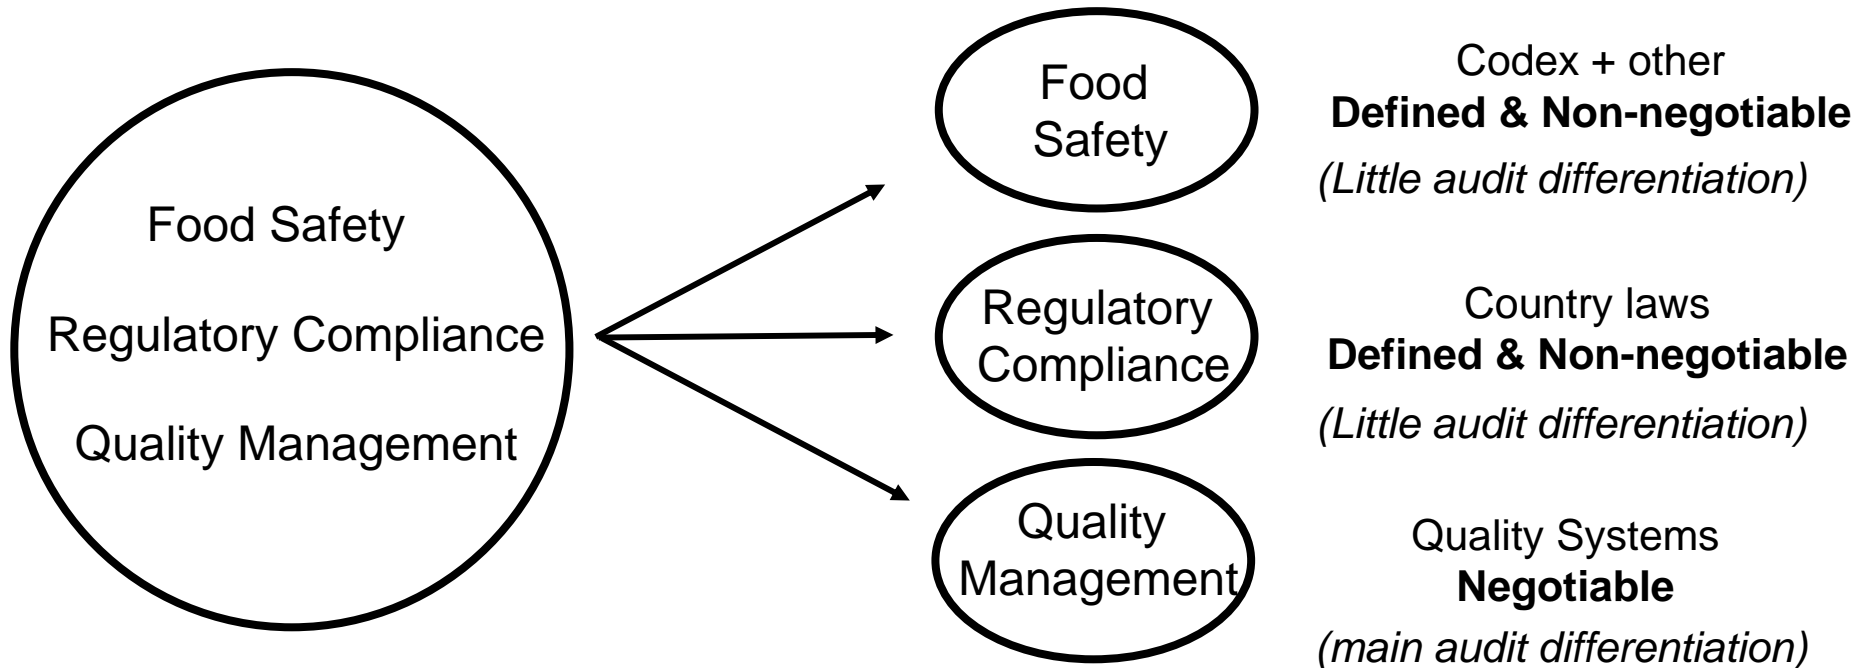 Food Safety
Regulatory Compliance
Quality Management
Food
Safety
Codex + other
Defined & Non-negotiable
(Little audit differentiation)
Regulatory
Compliance
Country laws
Defined & Non-negotiable
(Little audit differentiation)
Quality
Management
Quality Systems
Negotiable
(main audit differentiation)